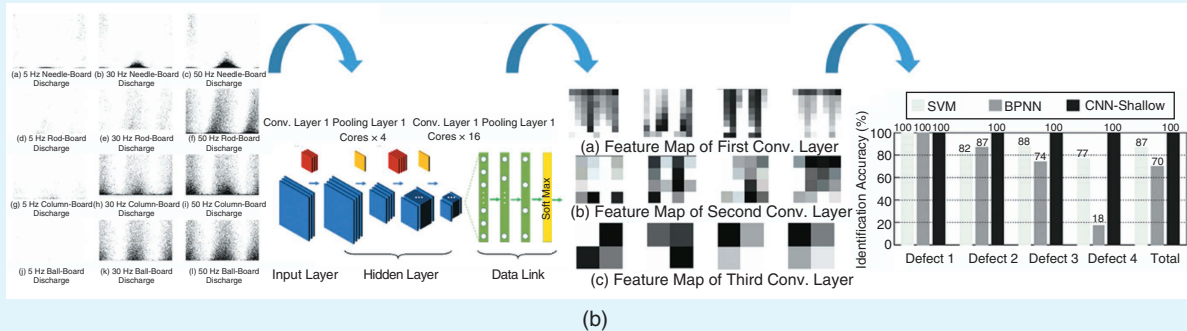 (a) 5 Hz Needle-Board
Discharge
(b) 30 Hz Needle-Board
Discharge
(c) 50 Hz Needle-Board
Discharge
(d) 5 Hz Rod-Board
Discharge
(e) 30 Hz Rod-Board
Discharge
(f) 50 Hz Rod-Board
Discharge
(g) 5 Hz Column-Board
Discharge
(h) 30 Hz Column-Board
Discharge
(i) 50 Hz Column-Board
Discharge
(j) 5 Hz Ball-Board
Discharge
(k) 30 Hz Ball-Board
Discharge
(l) 50 Hz Ball-Board
Discharge
Conv. Layer 1 Pooling Layer 1 Conv. Layer 1 Pooling Layer 1
Cores × 4 Cores × 16
Soft Max
Input Layer
Hidden Layer
Data Link
(a) Feature Map of First Conv. Layer
(b) Feature Map of Second Conv. Layer
(c) Feature Map of Third Conv. Layer
SVM BPNN CNN-Shallow
Identification Accuracy (%)
100
80
60
40
20
0
100 100 100
82 87 100
88 74 100
77 18 100
87 70 100
Defect 1 Defect 2 Defect 3 Defect 4 Total
(b)